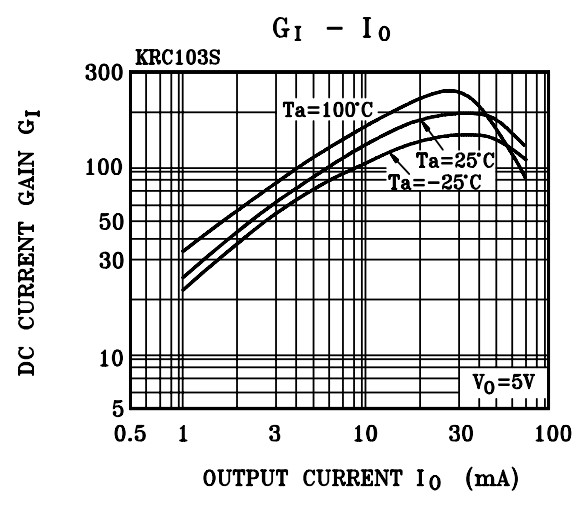 GI – IO
KRC103S
300
100
50
30
10
5
DC CURRENT GAIN GI
Ta=100°C
Ta=25°C
Ta=-25°C
VO=5V
0.5 1 3 10 30 100
OUTPUT CURRENT IO (mA)